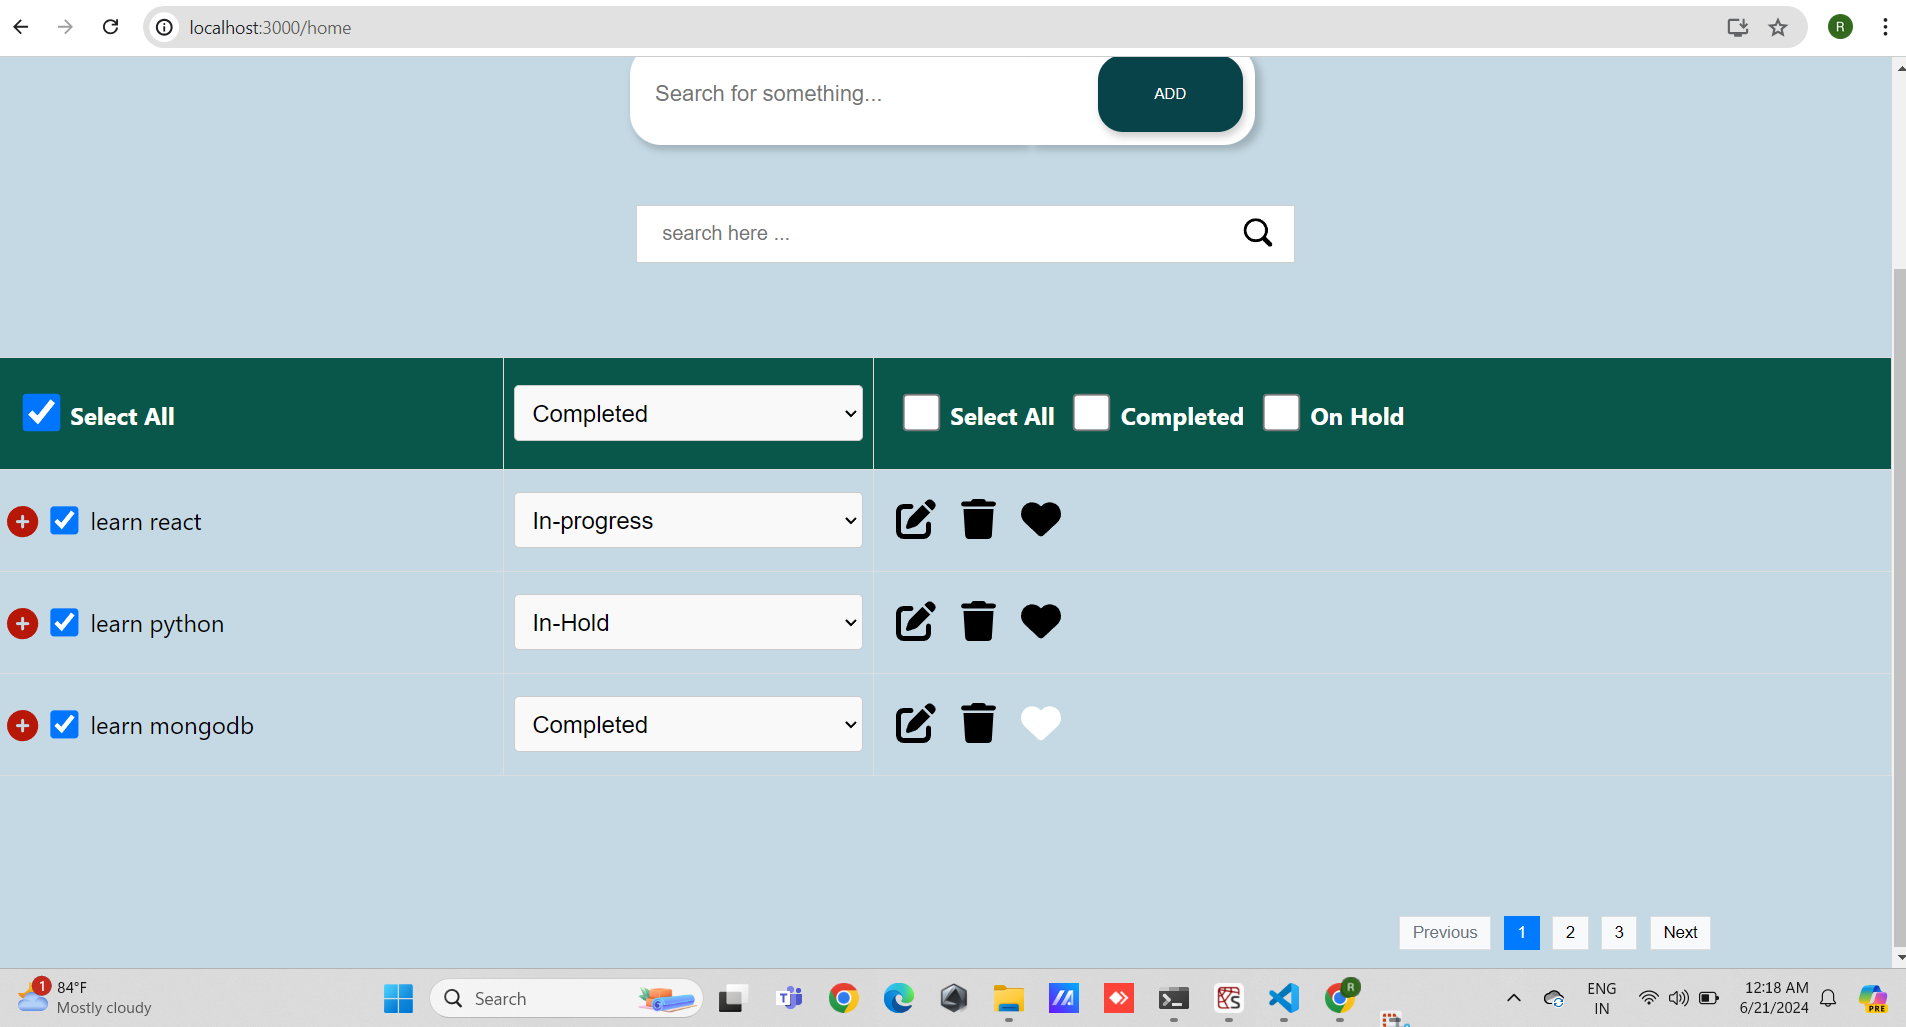 localhost:3000/home
R
Search for something...
ADD
search here ...
Select All
Completed
Select All
Completed
On Hold
learn react
In-progress
learn python
In-Hold
learn mongodb
Completed
Previous
1
2
3
Next
1
84°F
Mostly cloudy
Search
R
ENG
IN
12:18 AM
6/21/2024
PRE